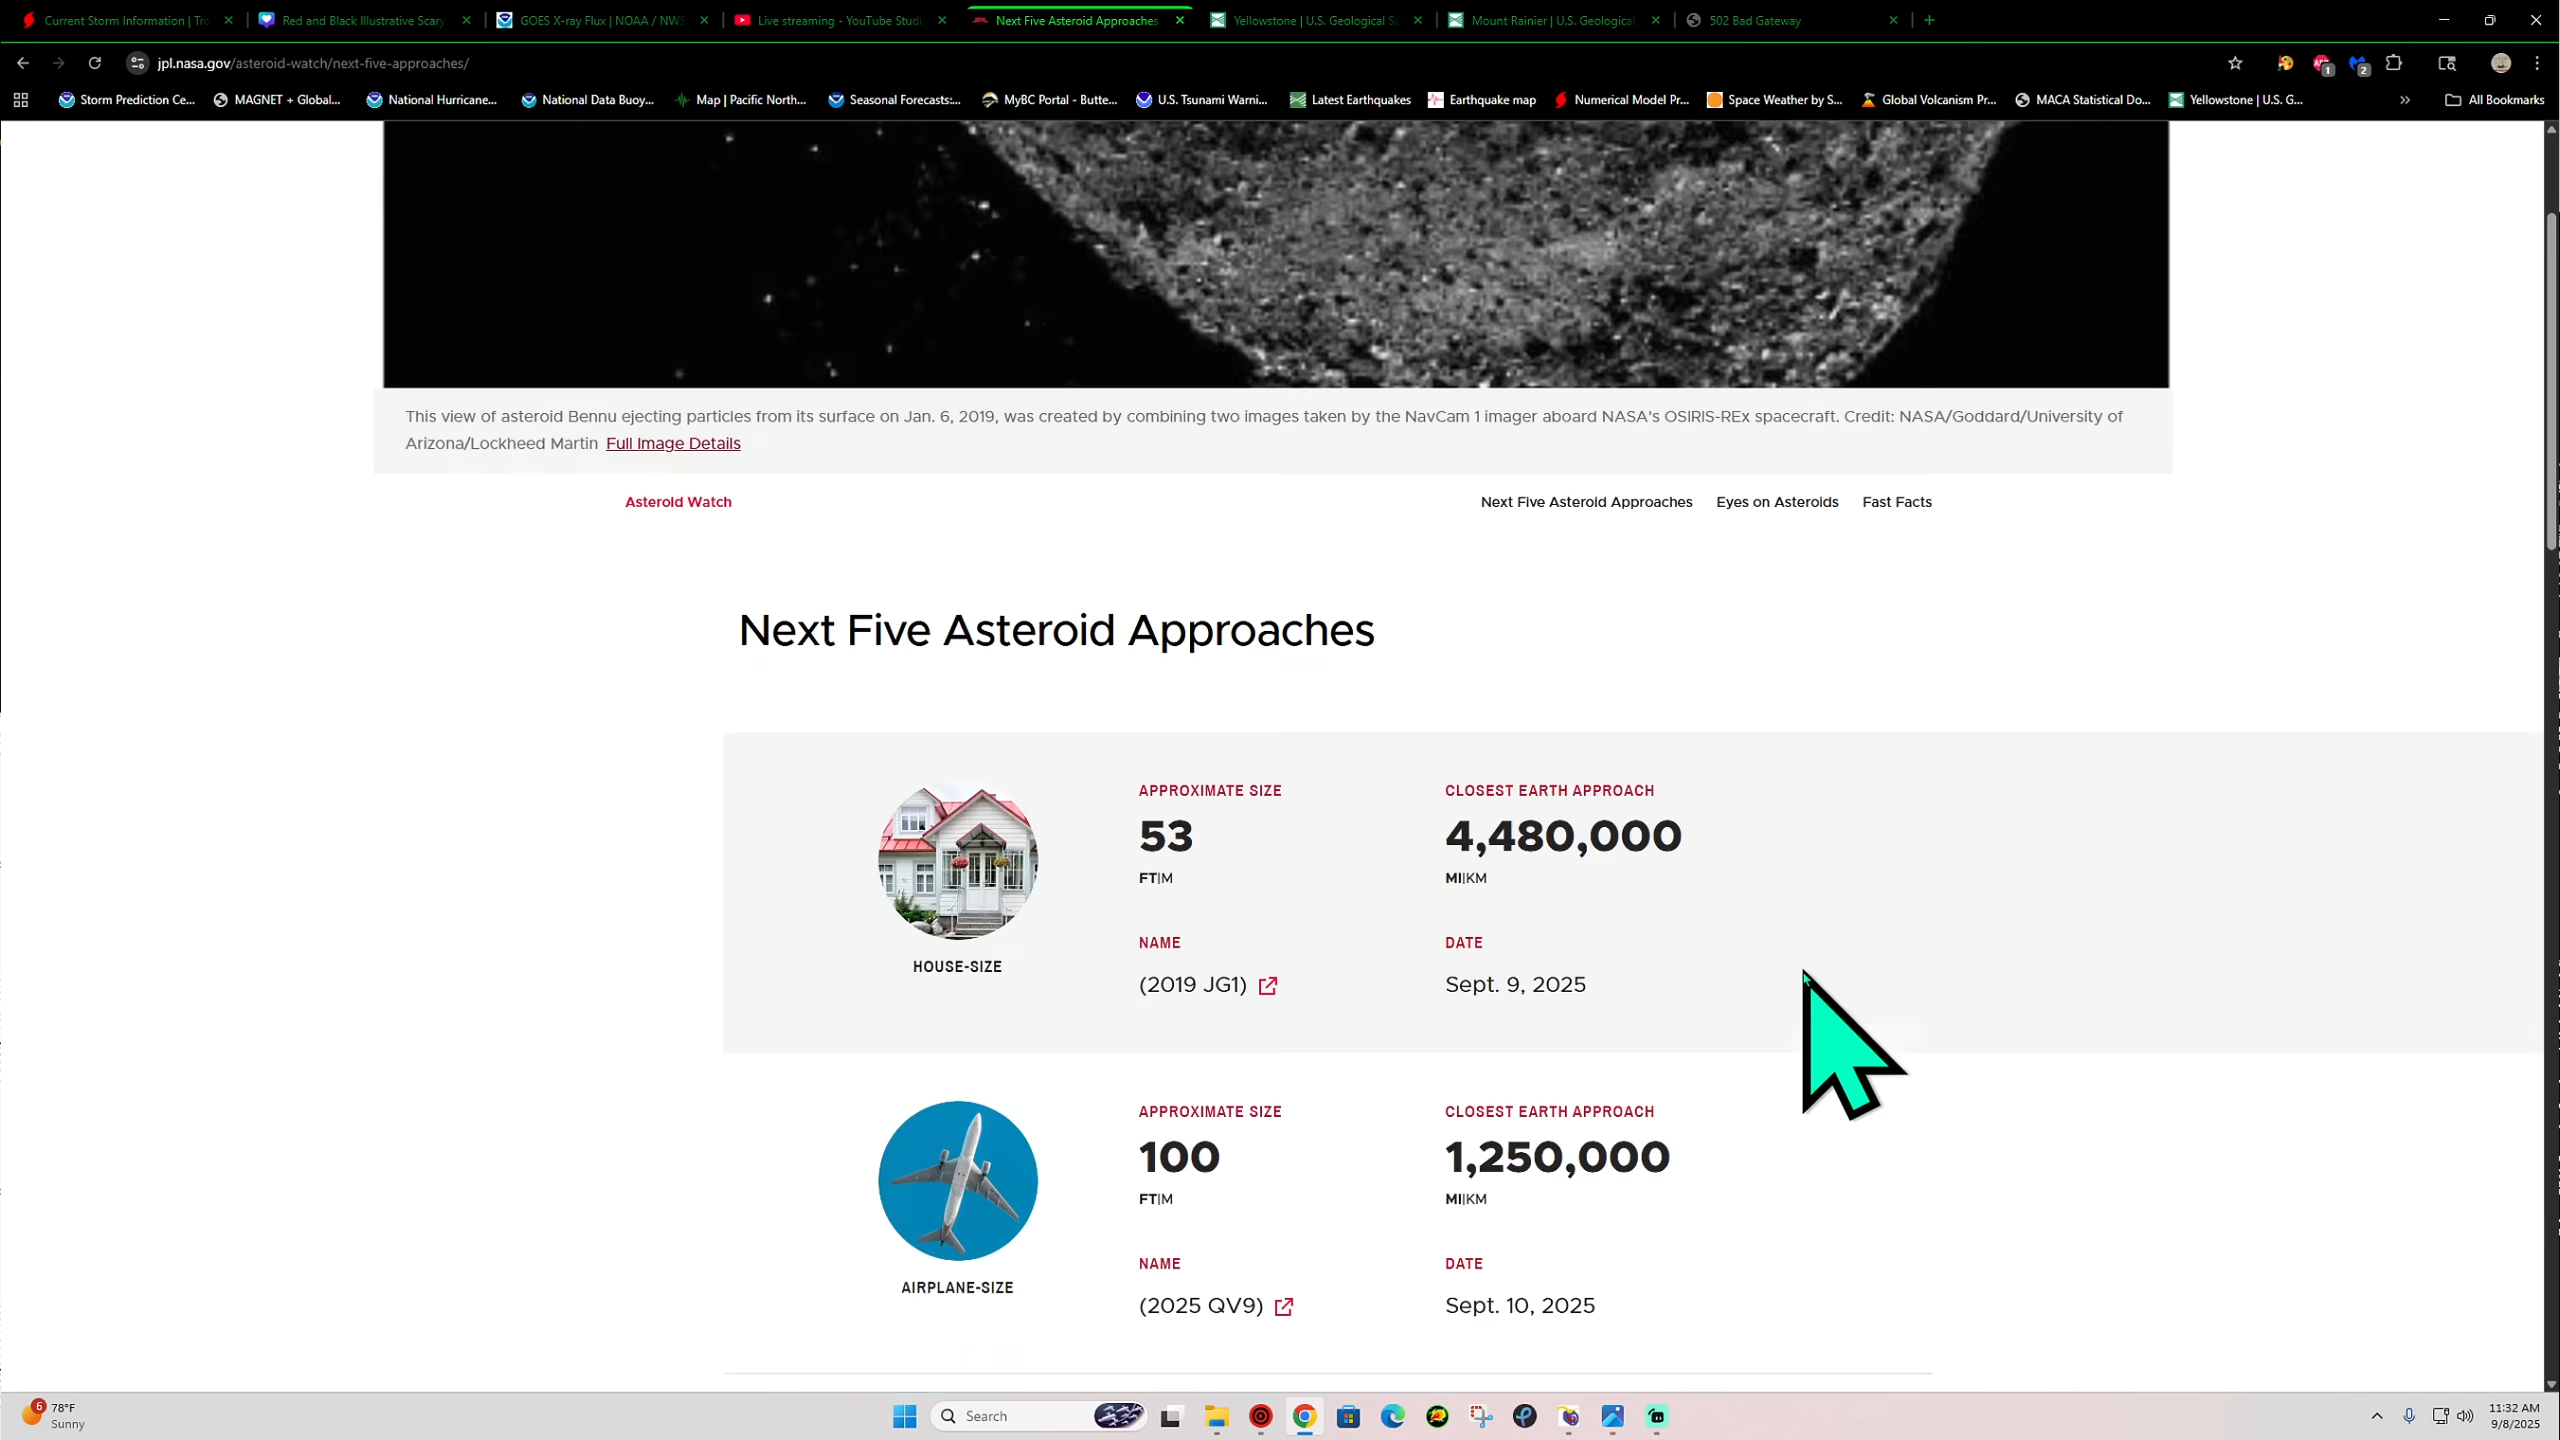 Current Storm Information | Tro
Red and Black Illustrative Scary
GOES X-ray Flux | NOAA / NWS
Live streaming - YouTube Studi
Next Five Asteroid Approaches
Yellowstone | U.S. Geological S
Mount Rainier | U.S. Geological
502 Bad Gateway
jpl.nasa.gov/asteroid-watch/next-five-approaches/
1
2
Storm Prediction Ce...
MAGNET + Global...
National Hurricane...
National Data Buoy...
Map | Pacific North...
Seasonal Forecasts:...
MyBC Portal - Butte...
U.S. Tsunami Warni...
Latest Earthquakes
Earthquake map
Numerical Model Pr...
Space Weather by S...
Global Volcanism Pr...
MACA Statistical Do...
Yellowstone | U.S. G...
All Bookmarks
This view of asteroid Bennu ejecting particles from its surface on Jan. 6, 2019, was created by combining two images taken by the NavCam 1 imager aboard NASA's OSIRIS-REx spacecraft. Credit: NASA/Goddard/University of
Arizona/Lockheed Martin Full Image Details
Asteroid Watch
Next Five Asteroid Approaches
Eyes on Asteroids
Fast Facts
Next Five Asteroid Approaches
APPROXIMATE SIZE
CLOSEST EARTH APPROACH
53
4,480,000
FT|M
MI|KM
NAME
DATE
HOUSE-SIZE
(2019 JG1)
Sept. 9, 2025
APPROXIMATE SIZE
CLOSEST EARTH APPROACH
100
1,250,000
FT|M
MI|KM
NAME
DATE
AIRPLANE-SIZE
(2025 QV9)
Sept. 10, 2025
6
78°F
Sunny
Search
11:32 AM
9/8/2025